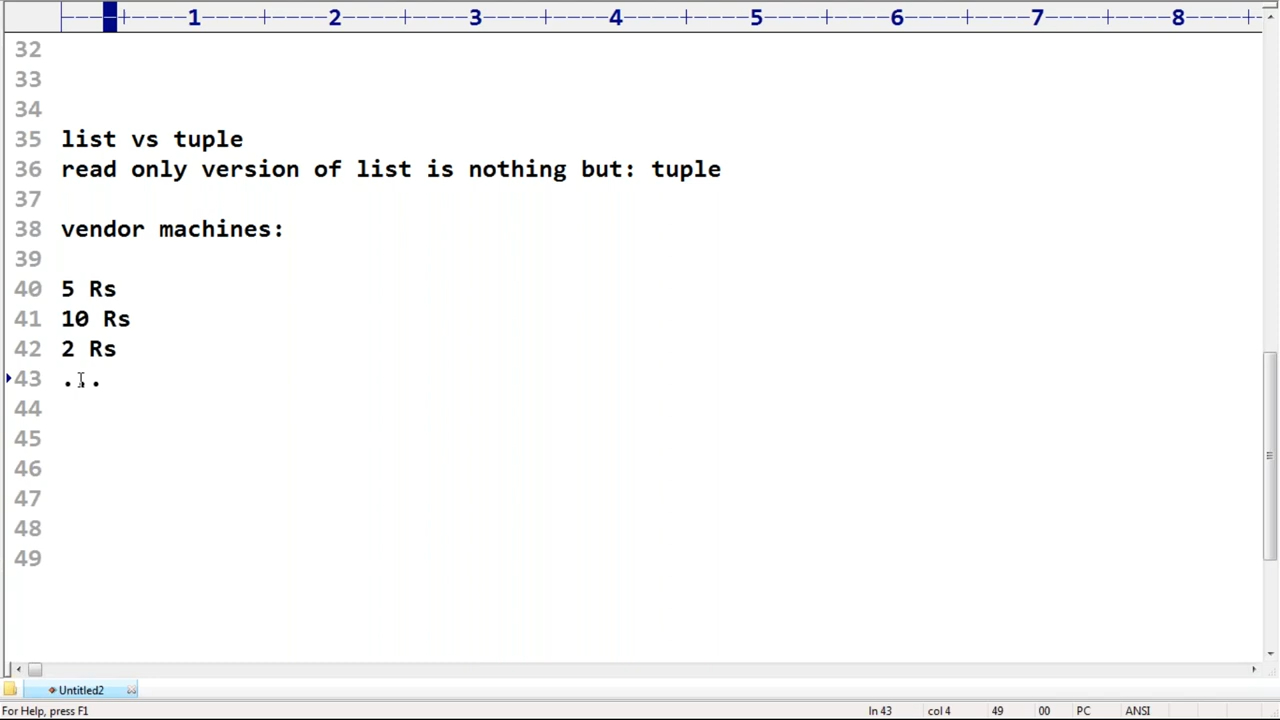 1 2 3 4 5 6 7 8
32
33
34
35 list vs tuple
36 read only version of list is nothing but: tuple
37
38 vendor machines:
39
40 5 Rs
41 10 Rs
42 2 Rs
43 ...
44
45
46
47
48
49
Untitled2
For Help, press F1 ln 43 col 4 49 00 PC ANSI